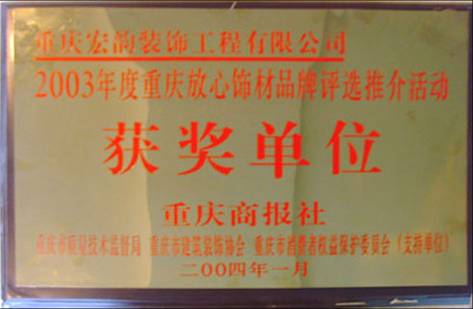 重庆宏韵装饰工程有限公司
2003年度重庆放心饰材品牌评选推介活动
获奖单位
重庆商报社
重庆市质量技术监督局 重庆市建筑装饰协会 重庆市消费者权益保护委员会（支持单位）
二00四年一月